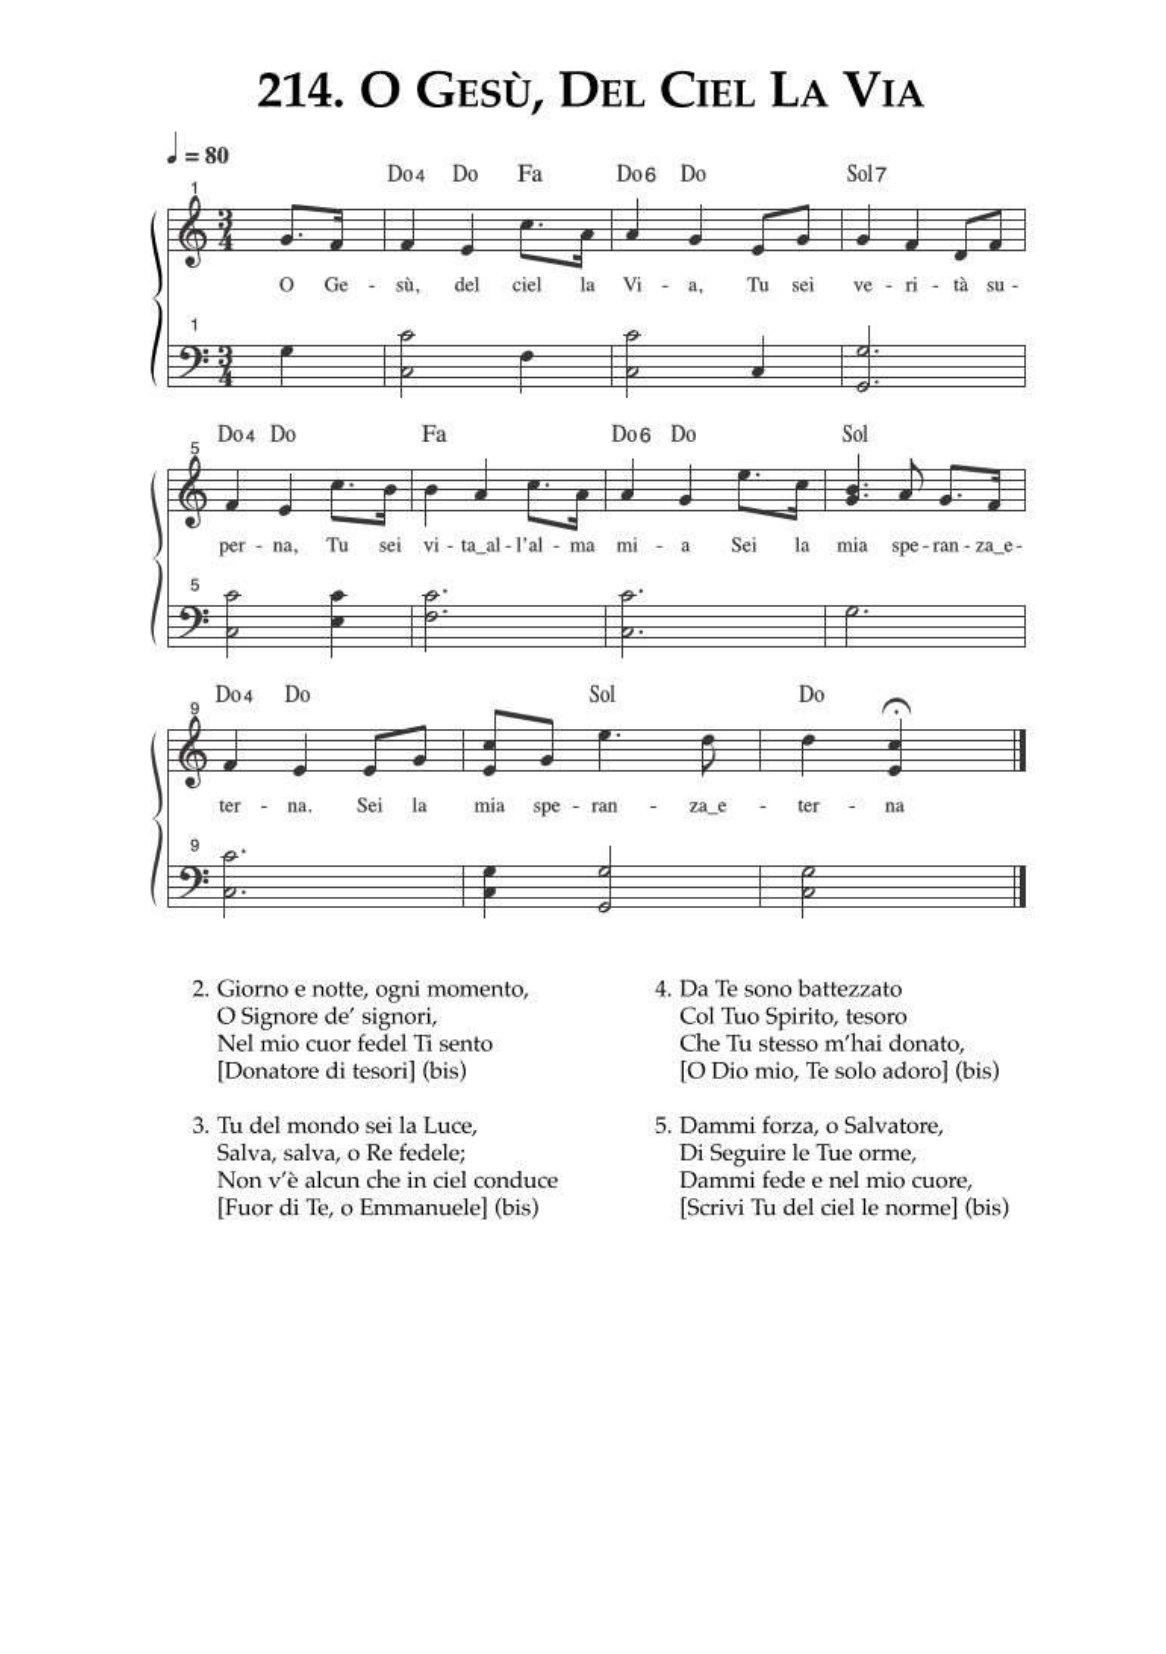 214. O Gesù, Del Ciel La Via
= 80
Do4 Do Fa Do6 Do Sol7
1
3
4
O Ge - sù, del ciel la Vi - a, Tu sei ve - ri - tà su -
1
3
4
Do4 Do Fa Do6 Do Sol
5
per - na, Tu sei vi - ta_al - l'al - ma mi - a Sei la mia spe - ran - za_e -
5
Do4 Do Sol Do
9
ter - na. Sei la mia spe - ran - za_e - ter - na
9
2. Giorno e notte, ogni momento,
O Signore de' signori,
Nel mio cuor fedel Ti sento
[Donatore di tesori] (bis)
3. Tu del mondo sei la Luce,
Salva, salva, o Re fedele;
Non v'è alcun che in ciel conduce
[Fuor di Te, o Emmanuele] (bis)
4. Da Te sono battezzato
Col Tuo Spirito, tesoro
Che Tu stesso m'hai donato,
[O Dio mio, Te solo adoro] (bis)
5. Dammi forza, o Salvatore,
Di Seguire le Tue orme,
Dammi fede e nel mio cuore,
[Scrivi Tu del ciel le norme] (bis)